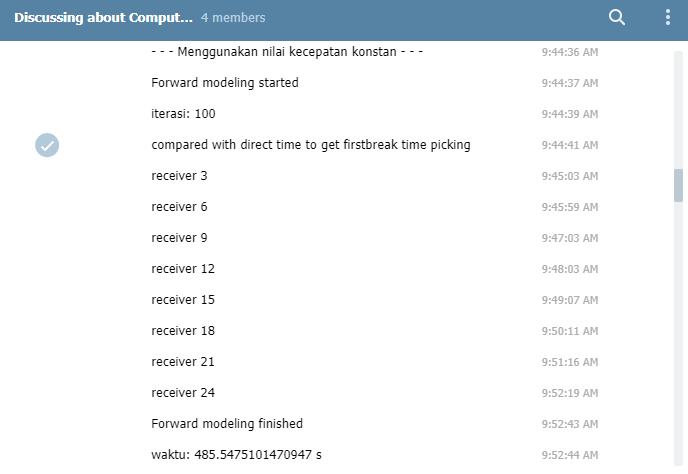 Discussing about Comput... 4 members
- - - Menggunakan nilai kecepatan konstan - - - 9:44:36 AM
Forward modeling started 9:44:37 AM
iterasi: 100 9:44:39 AM
compared with direct time to get firstbreak time picking 9:44:41 AM
receiver 3 9:45:03 AM
receiver 6 9:45:59 AM
receiver 9 9:47:03 AM
receiver 12 9:48:03 AM
receiver 15 9:49:07 AM
receiver 18 9:50:11 AM
receiver 21 9:51:16 AM
receiver 24 9:52:19 AM
Forward modeling finished 9:52:43 AM
waktu: 485.5475101470947 s 9:52:44 AM